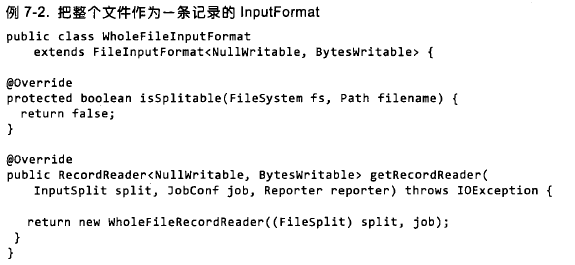 例 7-2. 把整个文件作为一条记录的 InputFormat
public class WholeFileInputFormat
    extends FileInputFormat<NullWritable, BytesWritable> {

@Override
protected boolean isSplitable(FileSystem fs, Path filename) {
  return false;
}

@Override
public RecordReader<NullWritable, BytesWritable> getRecordReader(
    InputSplit split, JobConf job, Reporter reporter) throws IOException {

  return new WholeFileRecordReader((FileSplit) split, job);
 }
}